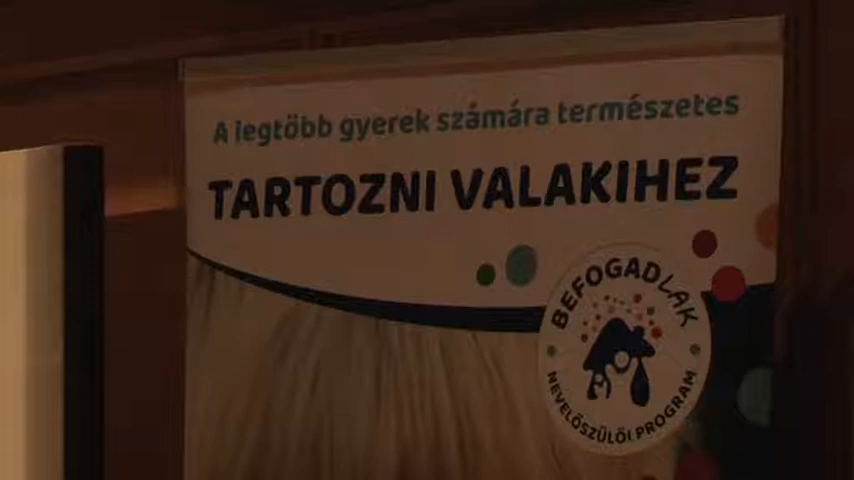 A legtöbb gyerek számára természetes
TARTOZNI VALAKIHEZ
BEFOGADLAK
NEVELŐSZÜLŐI PROGRAM